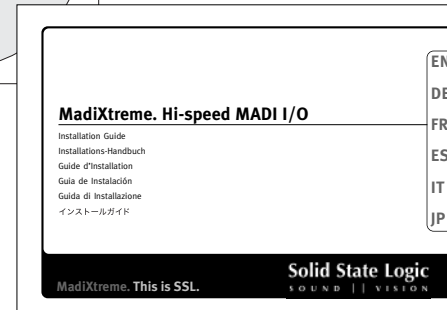 MadiXtreme. Hi-speed MADI I/O
Installation Guide
Installations-Handbuch
Guide d'Installation
Guia de Instalación
Guida di Installazione
インストールガイド
EN
DE
FR
ES
IT
JP
MadiXtreme. This is SSL.
Solid State Logic
SOUND || VISION